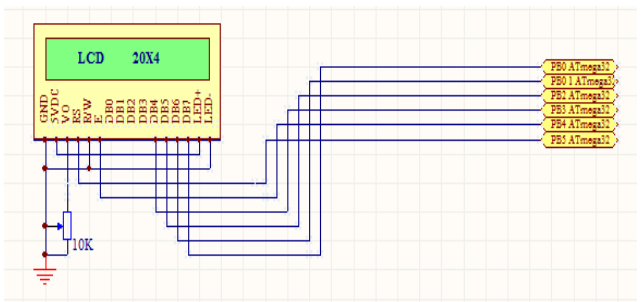 LCD 20X4
GND
5VDC
VO
RS
R/W
E
DB0
DB1
DB2
DB3
DB4
DB5
DB6
DB7
LED+
LED-
10K
PB0 ATmega32
PB0 1 ATmega32
PB2 ATmega32
PB3 ATmega32
PB4 ATmega32
PB5 ATmega32